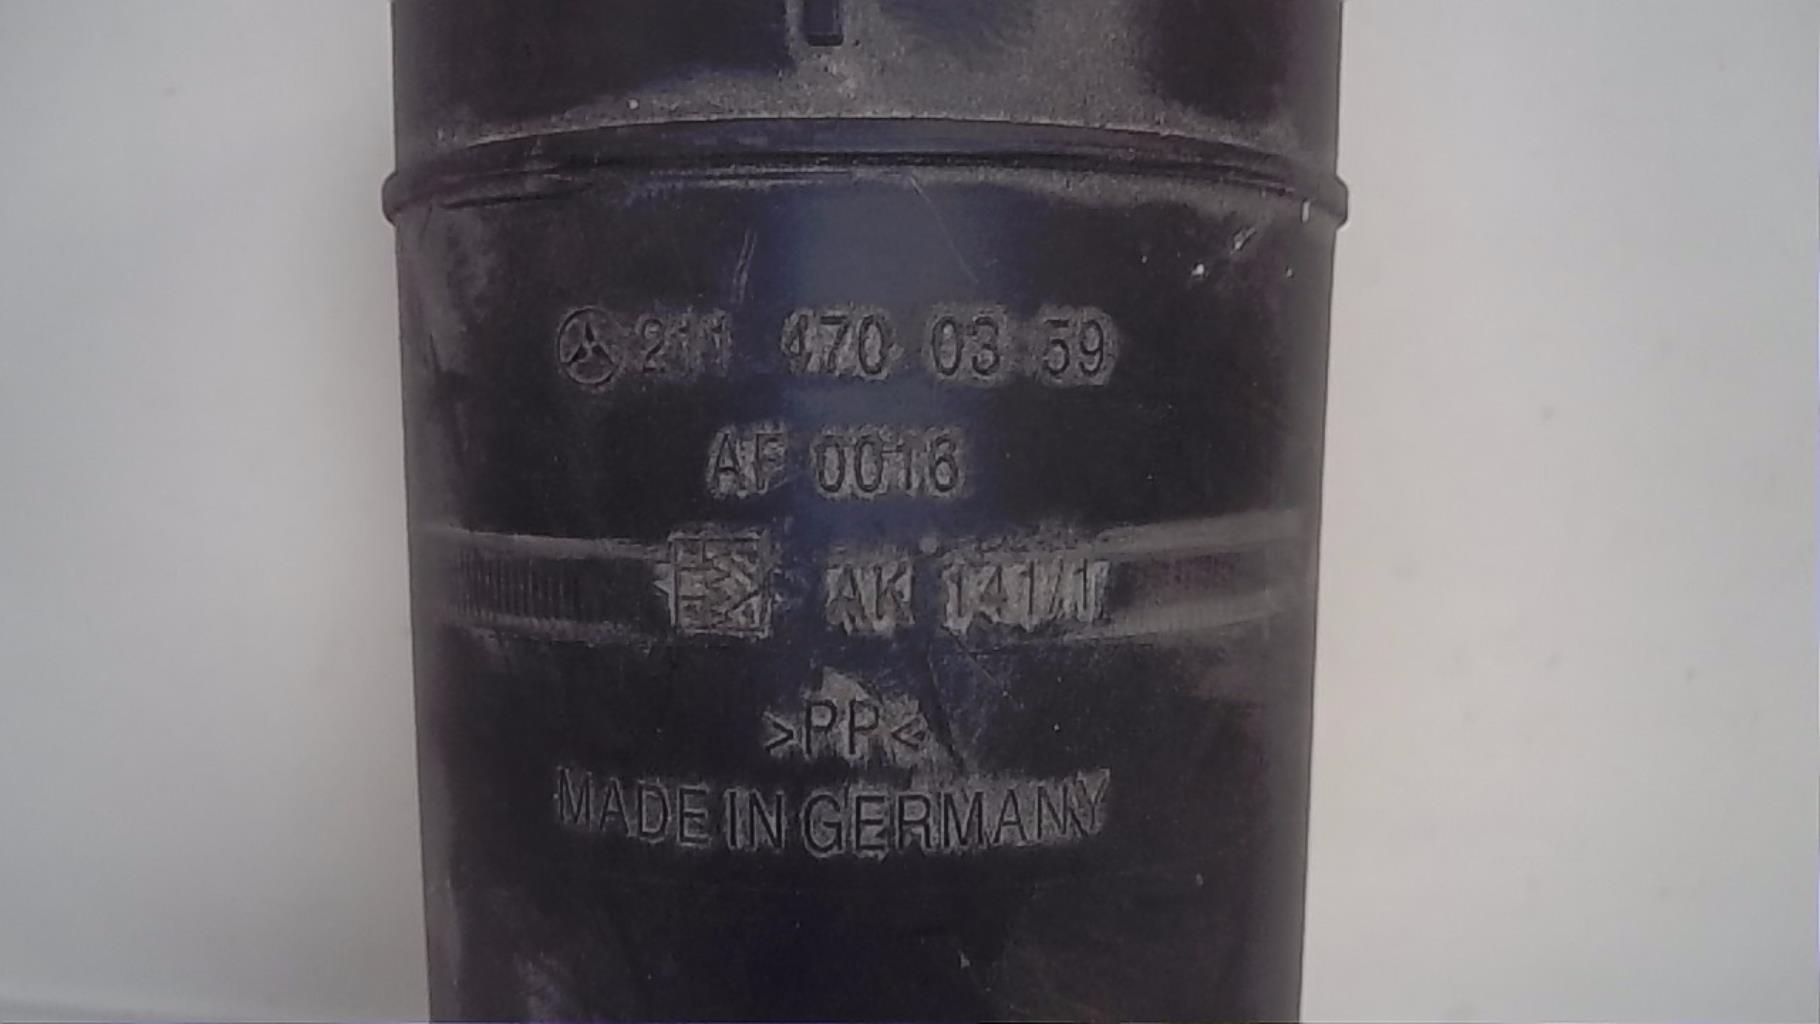 211 470 03 59
AF 0016
AK 141/1
>PP<
MADE IN GERMANY